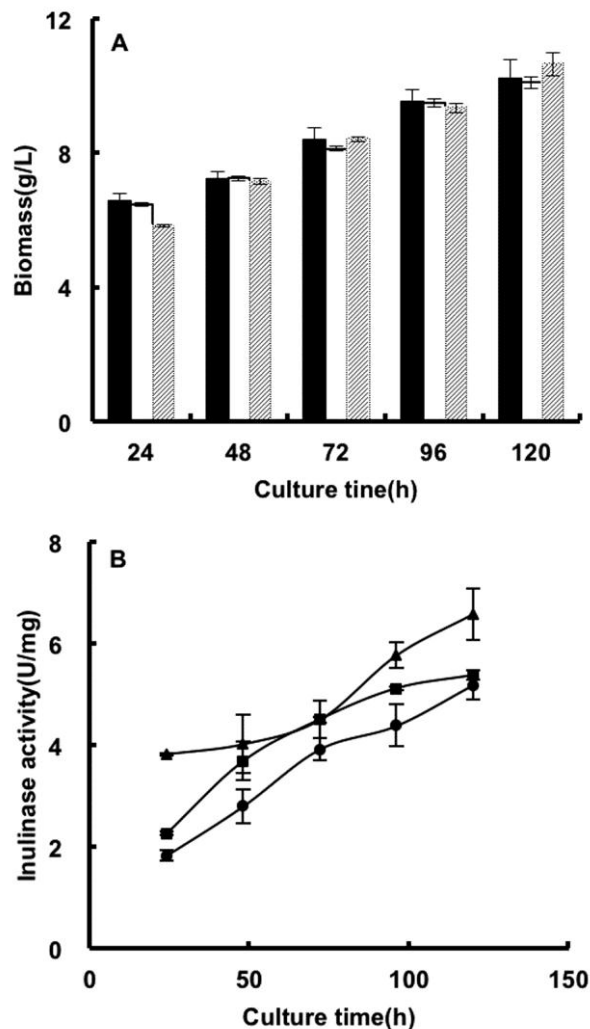 12
A
8
Biomass(g/L)
4
0
24 48 72 96 120
Culture tine(h)
8
B
6
Inulinase activity(U/mg)
4
2
0
0 50 100 150
Culture time(h)